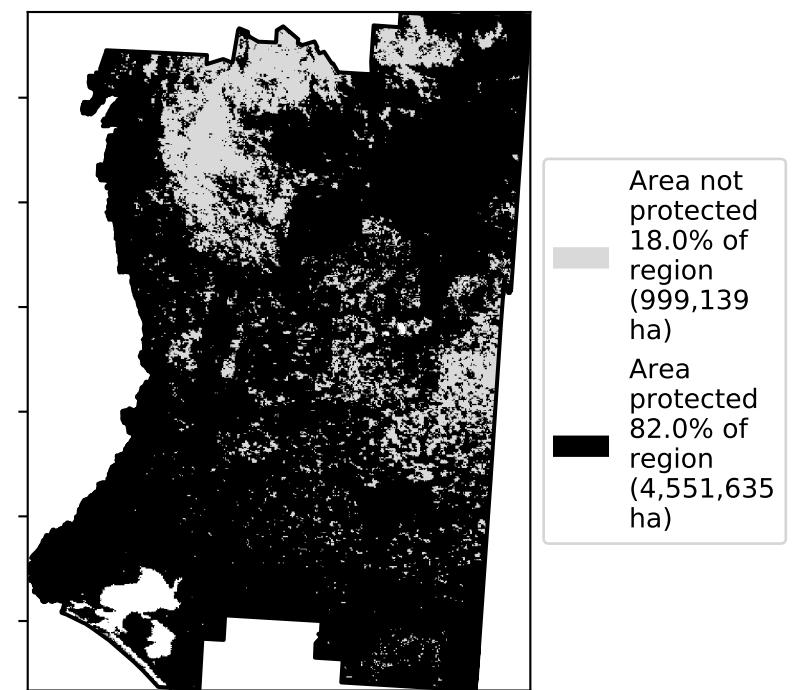 Area not
protected
18.0% of
region
(999,139
ha)
Area
protected
82.0% of
region
(4,551,635
ha)